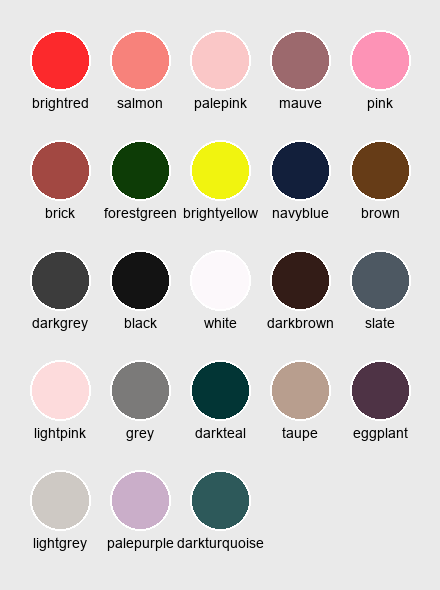 brightred salmon palepink mauve pink
brick forestgreen brightyellow navyblue brown
darkgrey black white darkbrown slate
lightpink grey darkteal taupe eggplant
lightgrey palepurple darkturquoise